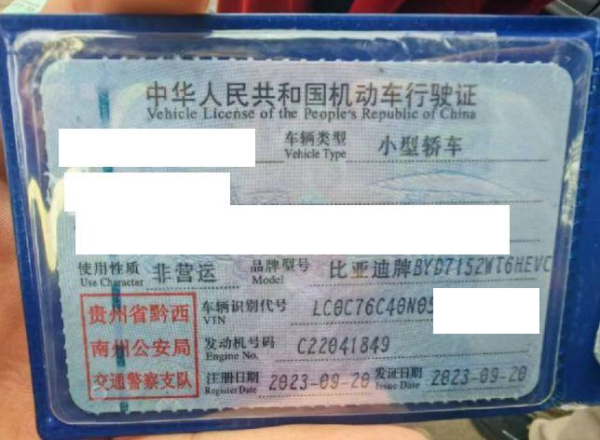 中华人民共和国机动车行驶证
Vehicle License of the People's Republic of China
车辆类型 小型轿车
Vehicle Type
使用性质 非营运 品牌型号 比亚迪牌BYD7152WT6HEVC
Use Character Model
贵州省黔西 车辆识别代号 LC0C76C40N0
VIN
南州公安局 发动机号码 C22041849
Engine No.
交通警察支队 注册日期 2023-09-20 发证日期 2023-09-20
Register Date Issue Date